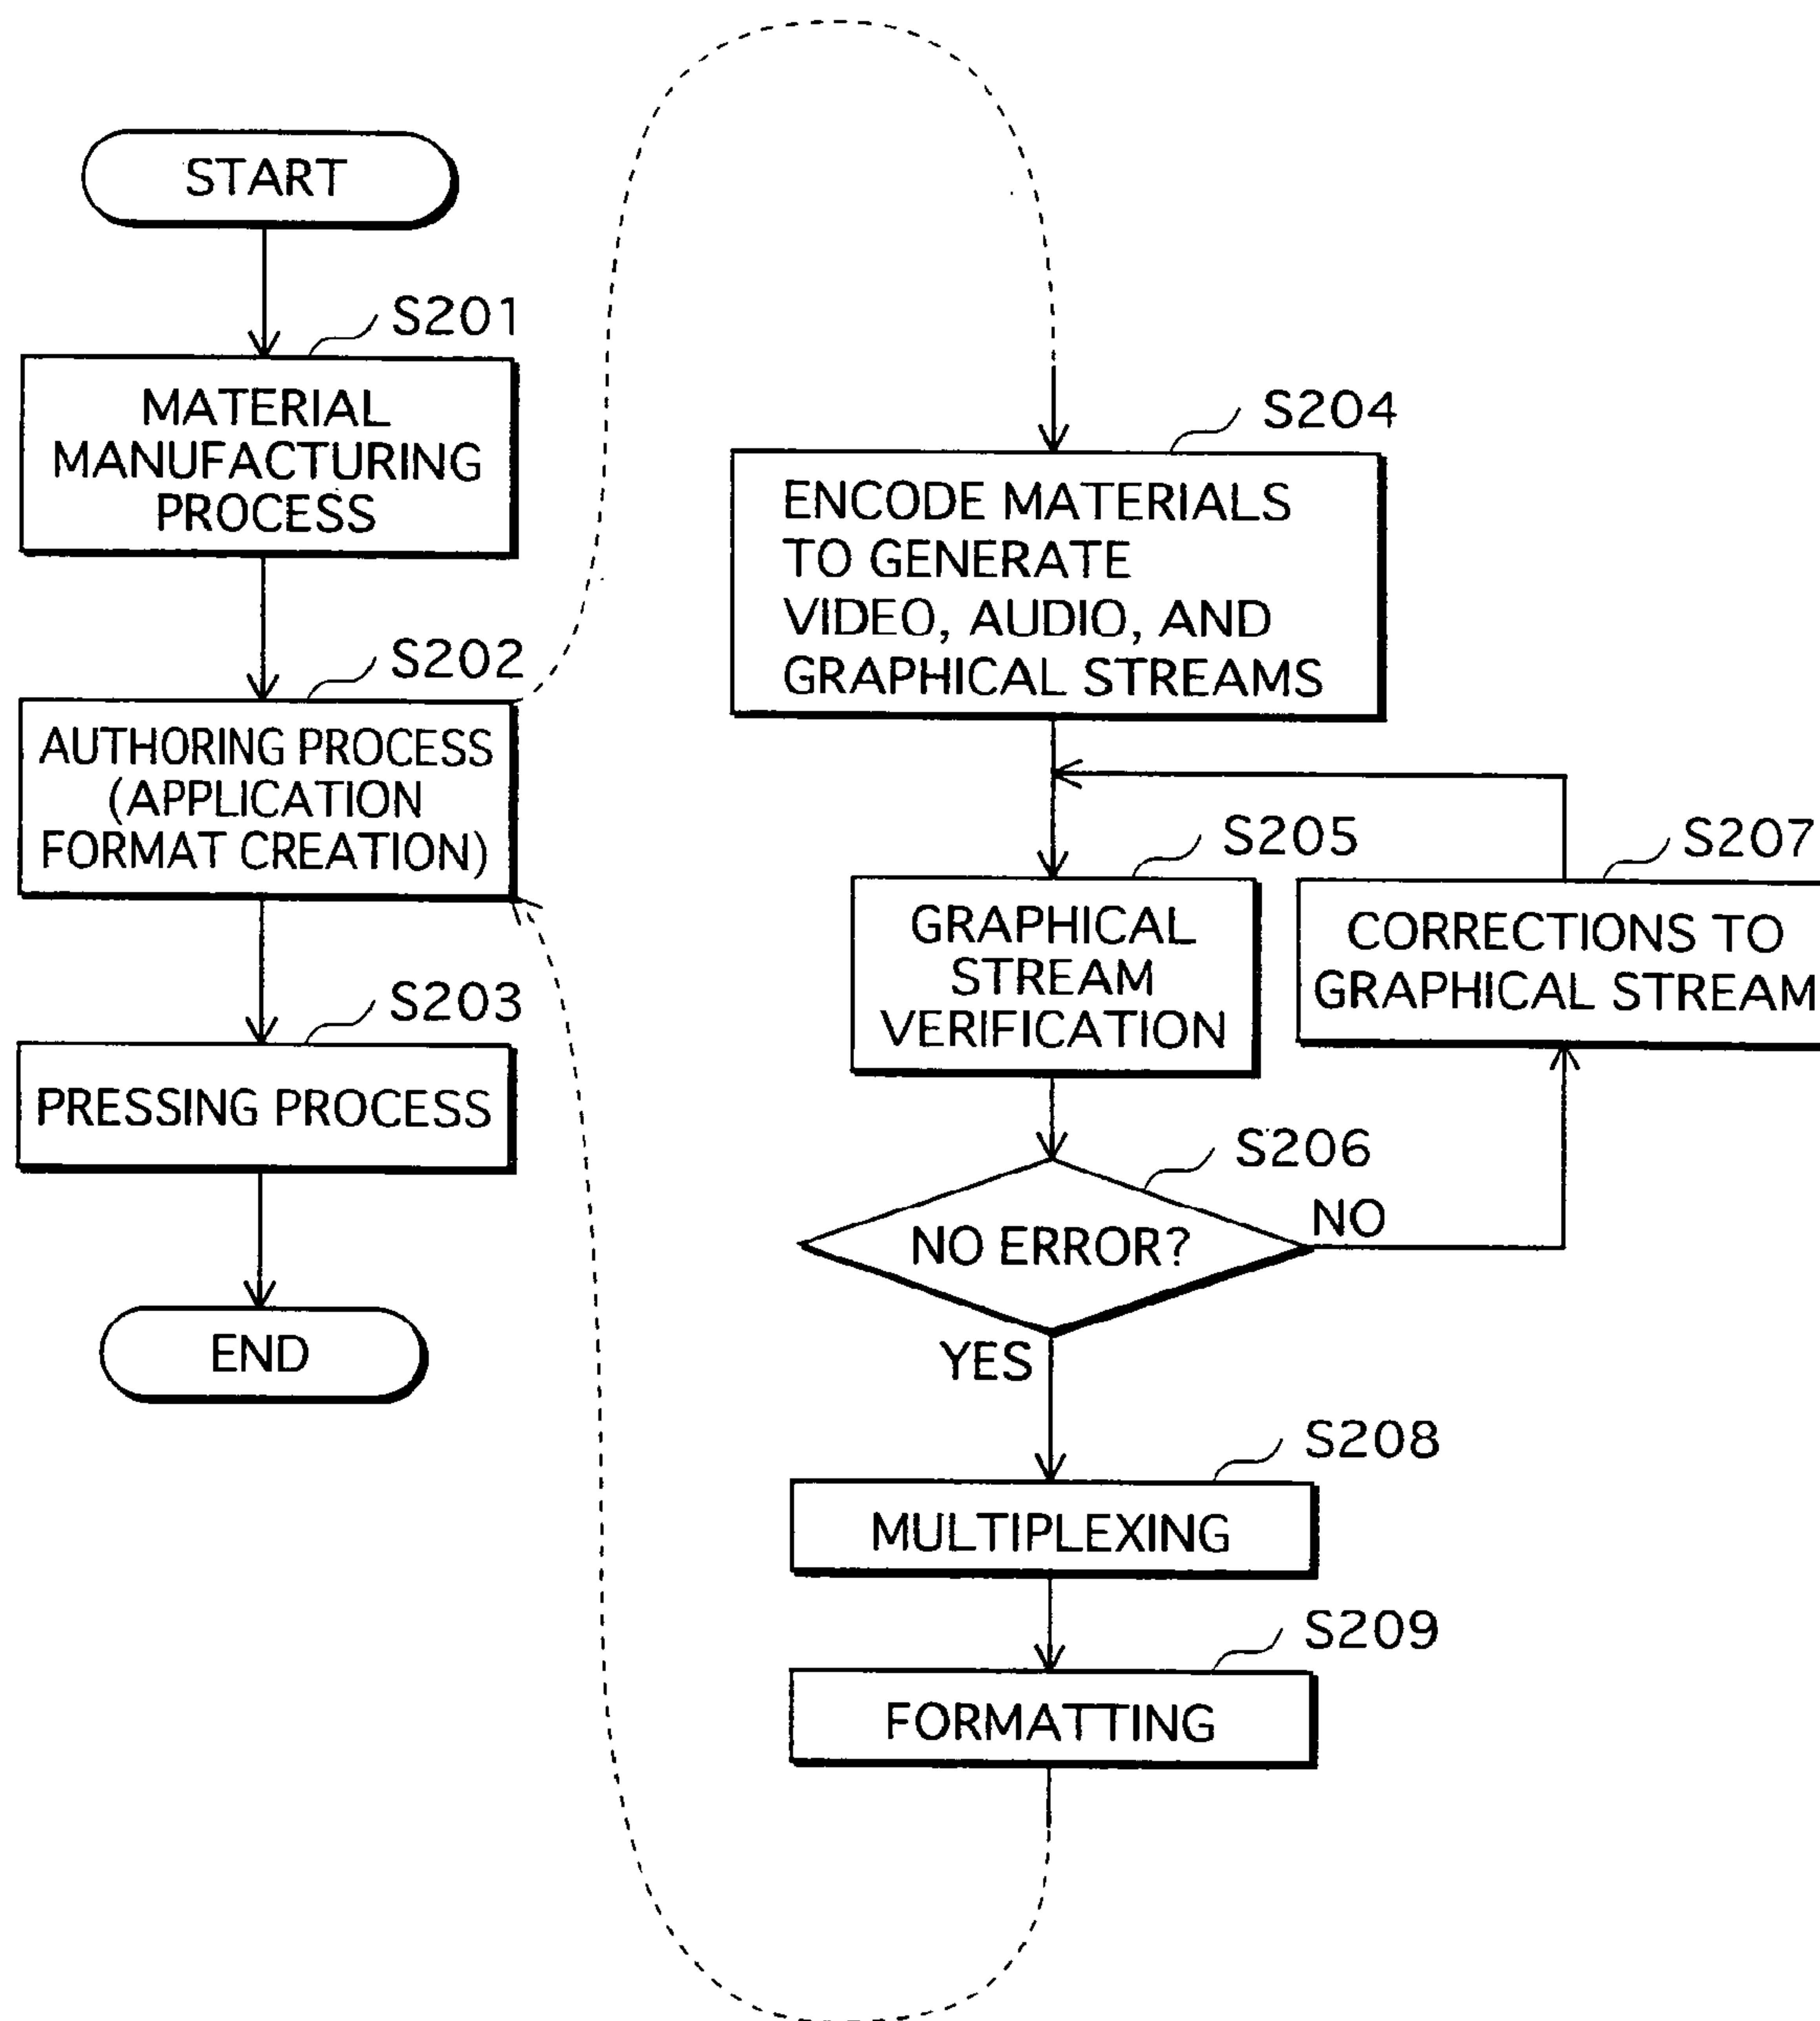 START
S201
MATERIAL
MANUFACTURING
PROCESS
S202
AUTHORING PROCESS
(APPLICATION
FORMAT CREATION)
S203
PRESSING PROCESS
END
S204
ENCODE MATERIALS
TO GENERATE
VIDEO, AUDIO, AND
GRAPHICAL STREAMS
S205
GRAPHICAL
STREAM
VERIFICATION
S207
CORRECTIONS TO
GRAPHICAL STREAM
S206
NO ERROR?
NO
YES
S208
MULTIPLEXING
S209
FORMATTING